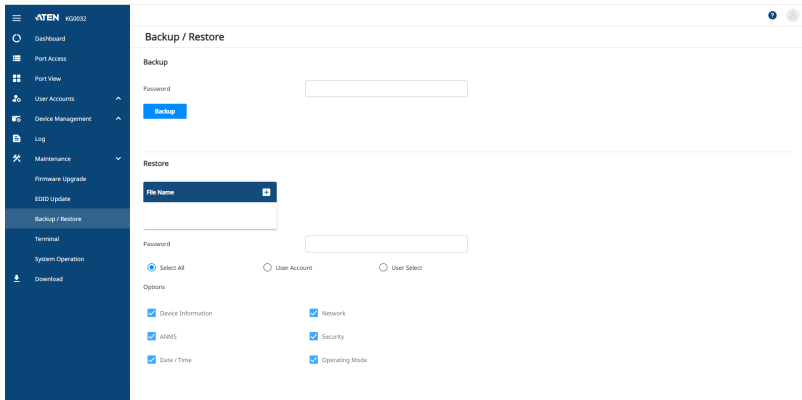 ATEN KG0032
?
Dashboard
Port Access
Port View
User Accounts
Device Management
Log
Maintenance
Firmware Upgrade
EDID Update
Backup / Restore
Terminal
System Operation
Download
Backup / Restore
Backup
Password
Backup
Restore
File Name
Password
Select All User Account User Select
Options
Device Information Network
ANMS Security
Date / Time Operating Mode